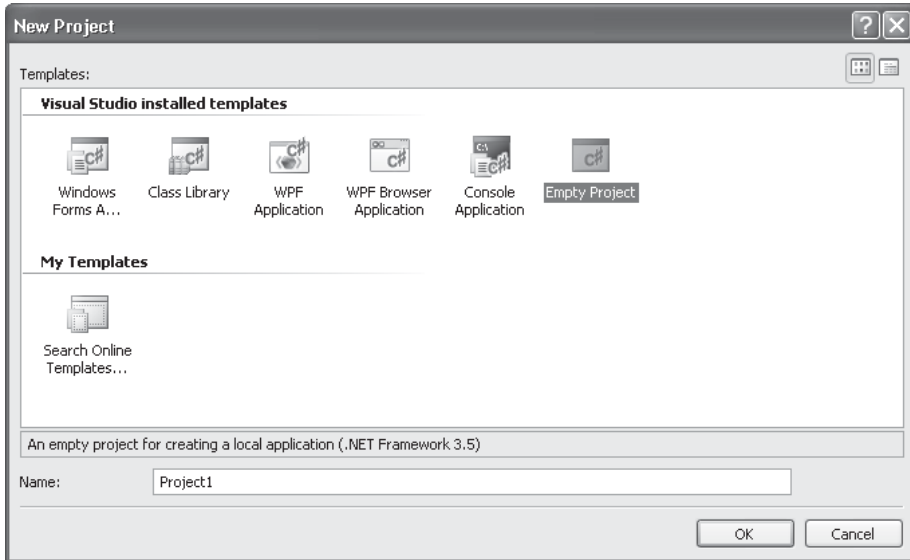 New Project
Templates:
Visual Studio installed templates
C#
Windows
Forms A...
C#
Class Library
C#
WPF
Application
C#
WPF Browser
Application
C:\
C#
Console
Application
C#
Empty Project
My Templates
Search Online
Templates...
An empty project for creating a local application (.NET Framework 3.5)
Name:
Project1
OK
Cancel